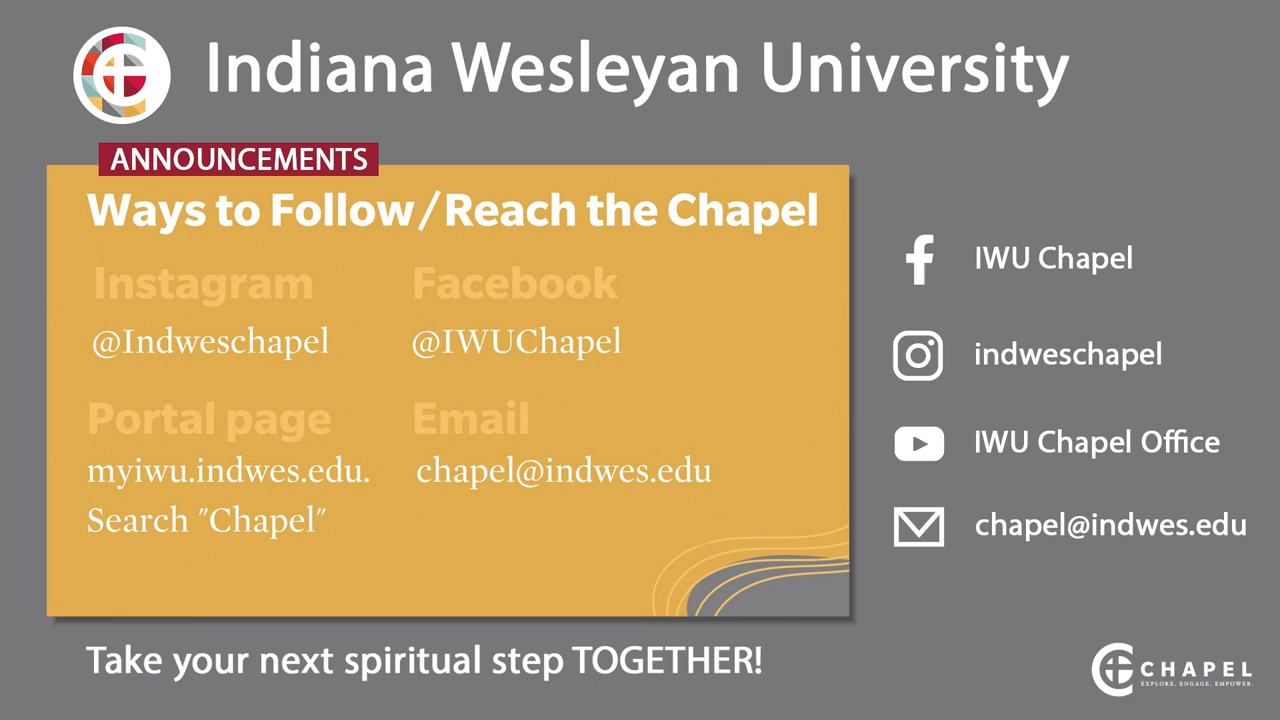 Indiana Wesleyan University
ANNOUNCEMENTS
Ways to Follow/Reach the Chapel
Instagram
@Indweschapel
Facebook
@IWUChapel
Portal page
myiwu.indwes.edu.
Search "Chapel"
Email
chapel@indwes.edu
IWU Chapel
indweschapel
IWU Chapel Office
chapel@indwes.edu
Take your next spiritual step TOGETHER!
CHAPEL
EXPLORE. ENGAGE. EMPOWER.